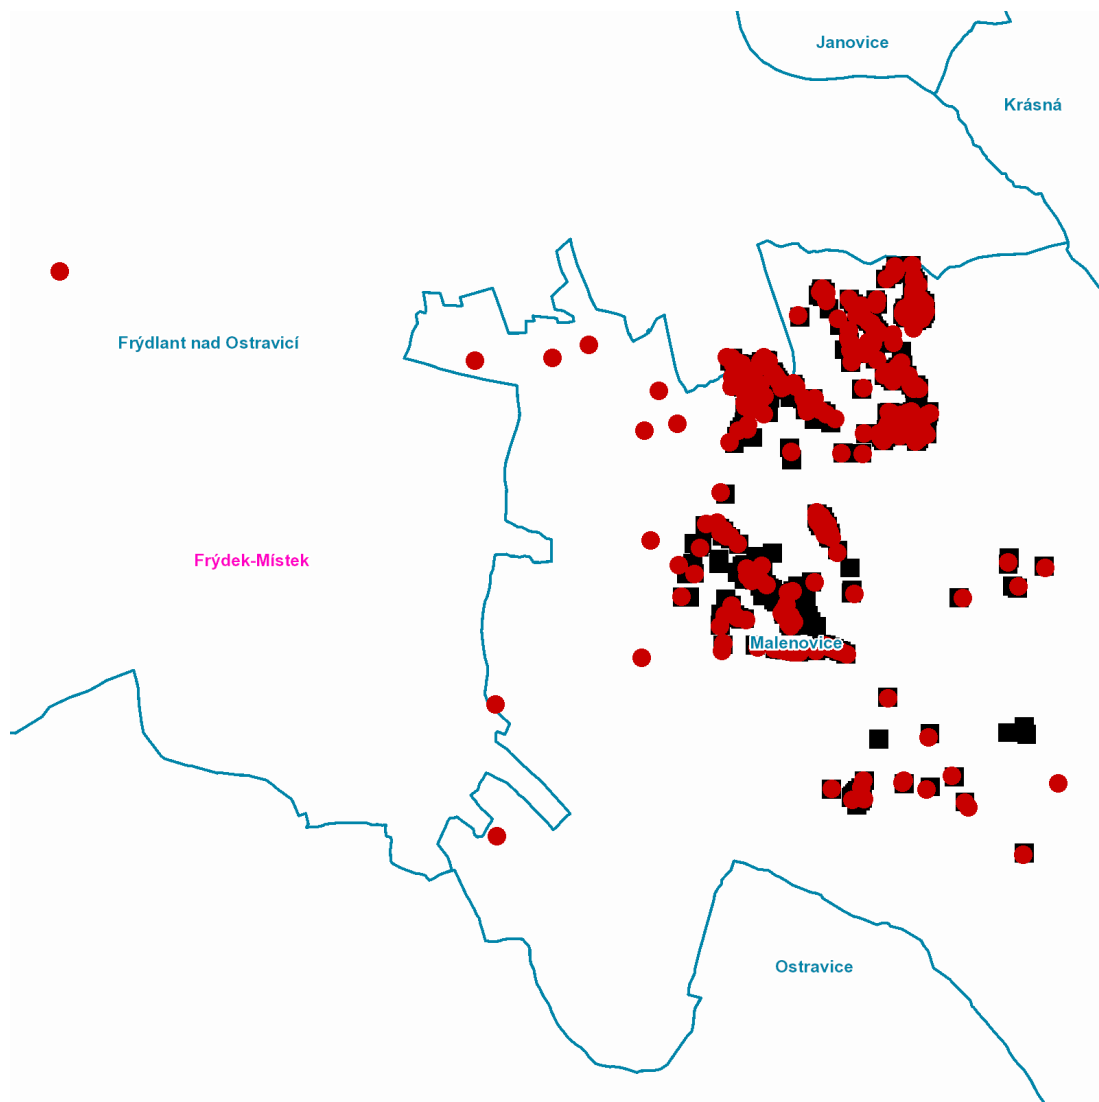 Janovice
Krásná
Frýdlant nad Ostravicí
Frýdek-Místek
Malenovice
Ostravice